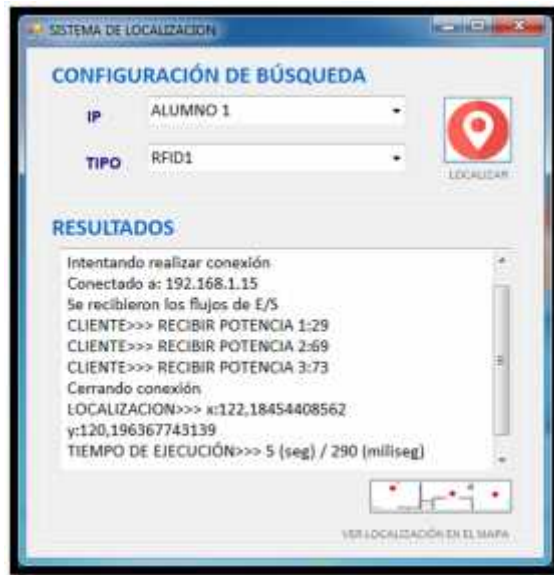 SISTEMA DE LOCALIZACION
CONFIGURACIÓN DE BÚSQUEDA
IP
ALUMNO 1
TIPO
RFID1
LOCALIZAR
RESULTADOS
Intentando realizar conexión
Conectado a: 192.168.1.15
Se recibieron los flujos de E/S
CLIENTE>>> RECIBIR POTENCIA 1:29
CLIENTE>>> RECIBIR POTENCIA 2:69
CLIENTE>>> RECIBIR POTENCIA 3:73
Cerrando conexión
LOCALIZACION>>> x:122,18454408562
y:120,196367743139
TIEMPO DE EJECUCIÓN>>> 5 (seg) / 290 (miliseg)
VER LOCALIZACIÓN EN EL MAPA